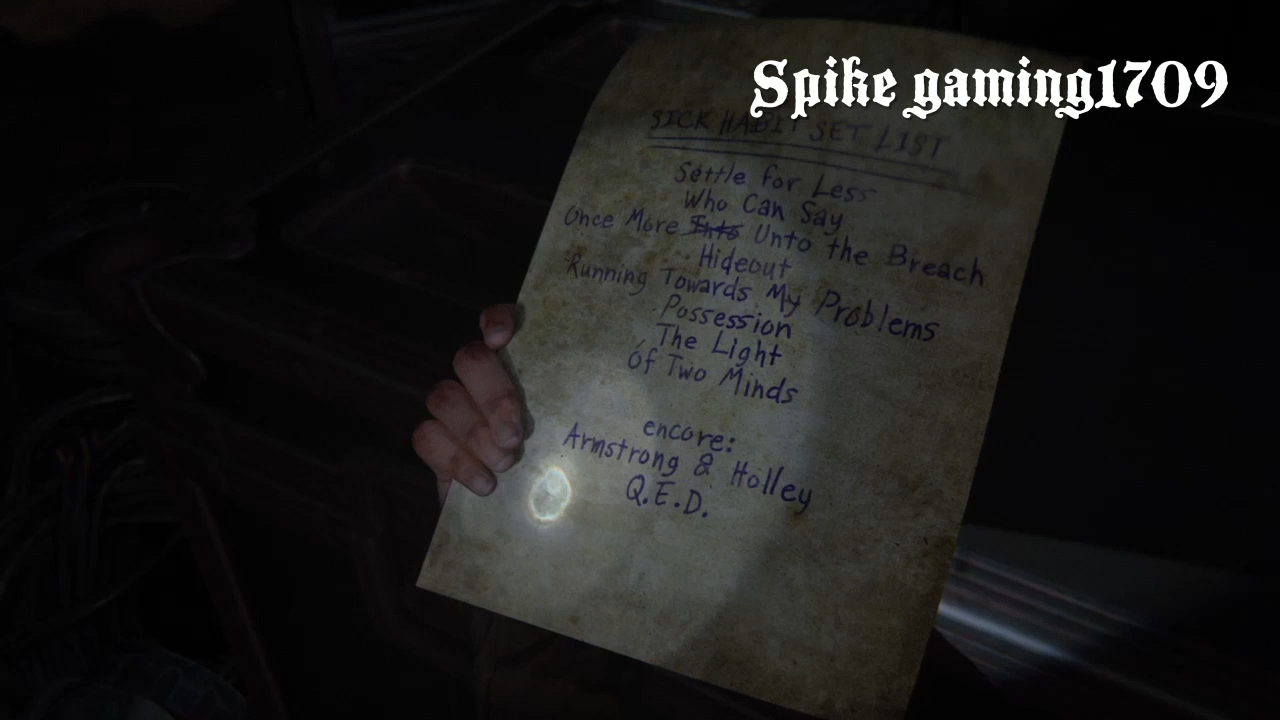 Spike gaming1709
SICK HABIT SET LIST
Settle for Less
Who Can Say
Once More Into Unto the Breach
Hideout
Running Towards My Problems
Possession
The Light
Of Two Minds
encore:
Armstrong & Holley
Q.E.D.